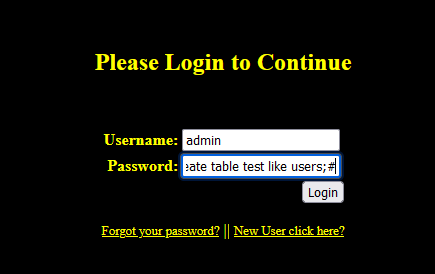 Please Login to Continue
Username: admin
Password: eate table test like users;#
Login
Forgot your password? || New User click here?